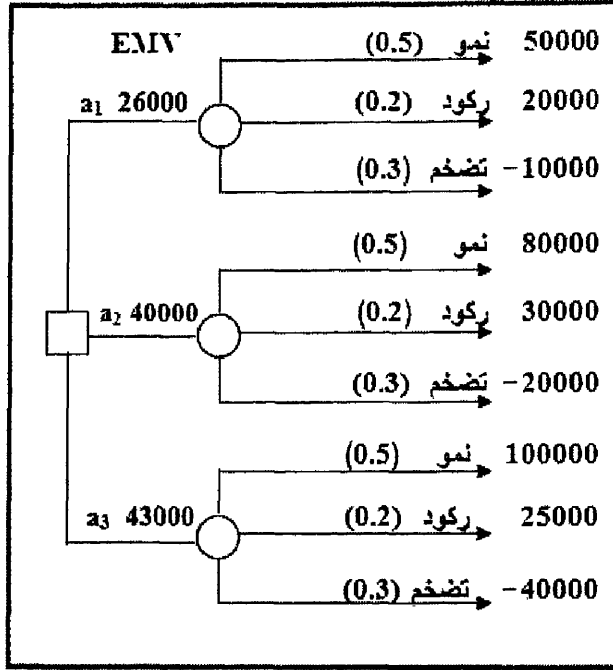 EMV
(0.5) نمو 50000
a1 26000
(0.2) ركود 20000
(0.3) تضخم -10000
(0.5) نمو 80000
a2 40000
(0.2) ركود 30000
(0.3) تضخم -20000
(0.5) نمو 100000
a3 43000
(0.2) ركود 25000
(0.3) تضخم -40000